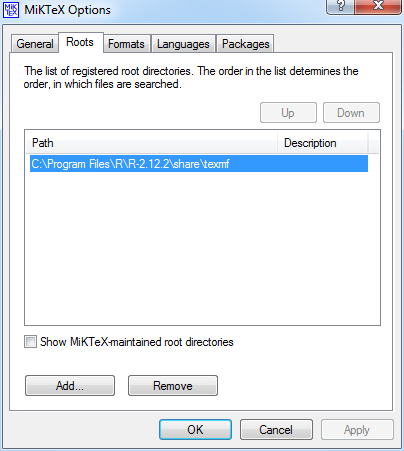 MiKTeX Options
General Roots Formats Languages Packages
The list of registered root directories. The order in the list determines the
order, in which files are searched.
Up Down
Path Description
C:\Program Files\R\R-2.12.2\share\texmf
Show MiKTeX-maintained root directories
Add... Remove
OK Cancel Apply